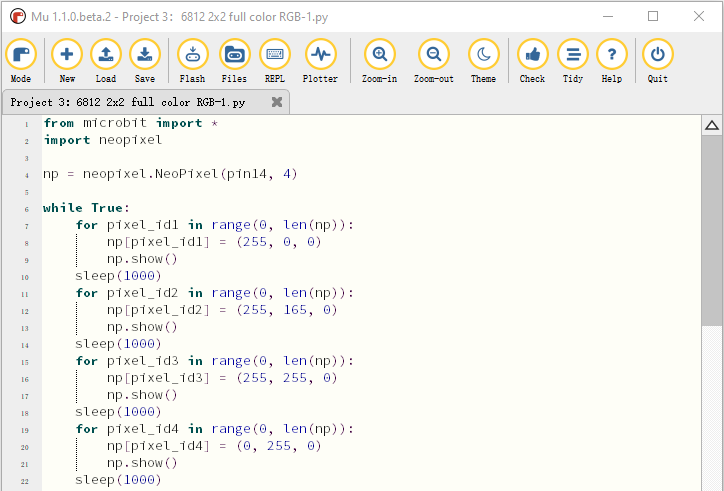 Mu 1.1.0.beta.2 - Project 3: 6812 2x2 full color RGB-1.py
Mode New Load Save Flash Files REPL Plotter Zoom-in Zoom-out Theme Check Tidy Help Quit
Project 3: 6812 2x2 full color RGB-1.py
1 from microbit import *
2 import neopixel
3
4 np = neopixel.NeoPixel(pin14, 4)
5
6 while True:
7     for pixel_id1 in range(0, len(np)):
8         np[pixel_id1] = (255, 0, 0)
9         np.show()
10     sleep(1000)
11     for pixel_id2 in range(0, len(np)):
12         np[pixel_id2] = (255, 165, 0)
13         np.show()
14     sleep(1000)
15     for pixel_id3 in range(0, len(np)):
16         np[pixel_id3] = (255, 255, 0)
17         np.show()
18     sleep(1000)
19     for pixel_id4 in range(0, len(np)):
20         np[pixel_id4] = (0, 255, 0)
21         np.show()
22     sleep(1000)